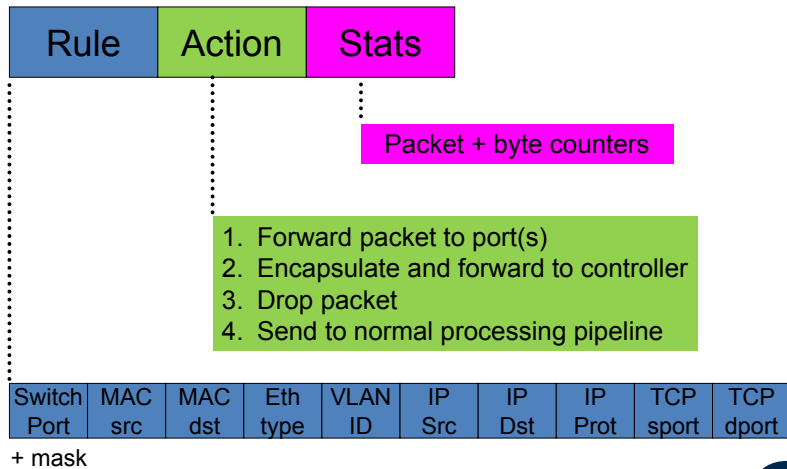 Rule Action Stats
Packet + byte counters
1. Forward packet to port(s)
2. Encapsulate and forward to controller
3. Drop packet
4. Send to normal processing pipeline
Switch MAC MAC Eth VLAN IP IP IP TCP TCP
Port src dst type ID Src Dst Prot sport dport
+ mask